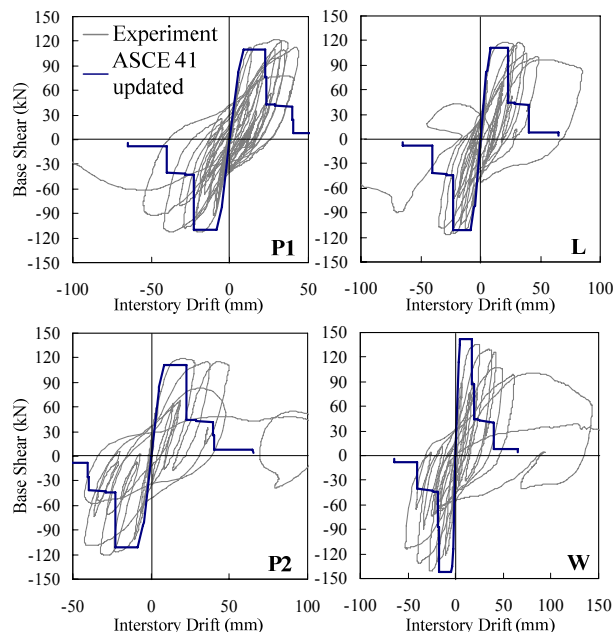 150
120
90
60
30
0
-30
-60
-90
-120
-150
Base Shear (kN)
Experiment
ASCE 41
updated
P1
-100 -50 0 50
Interstory Drift (mm)
150
120
90
60
30
0
-30
-60
-90
-120
-150
L
-100 -50 0 50 100
Interstory Drift (mm)
150
120
90
60
30
0
-30
-60
-90
-120
-150
Base Shear (kN)
P2
-50 0 50 100
Interstory Drift (mm)
150
120
90
60
30
0
-30
-60
-90
-120
-150
W
-100 -50 0 50 100 150
Interstory Drift (mm)